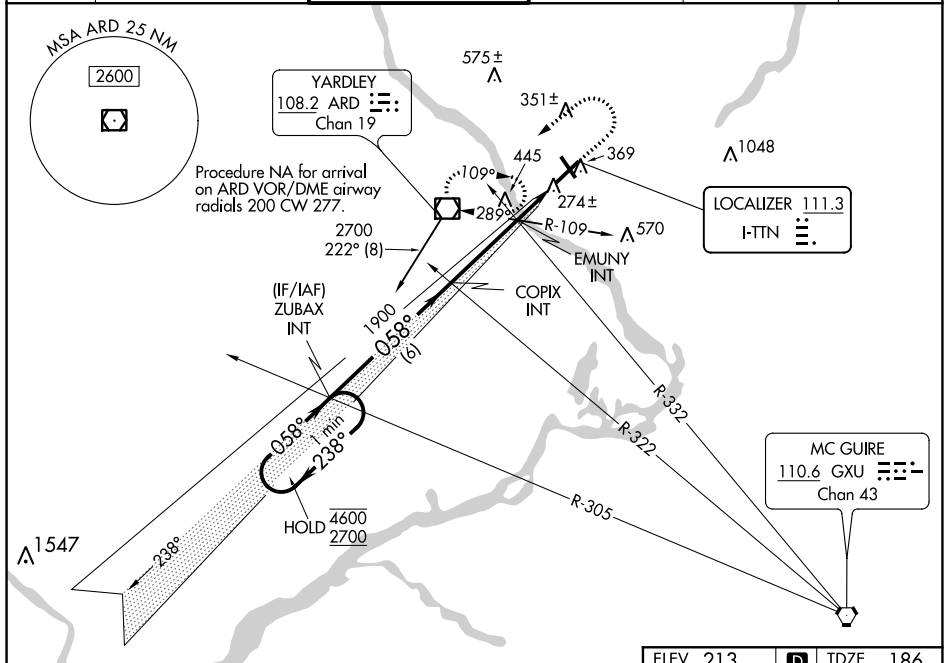 MSA ARD 25 NM
2600
YARDLEY
108.2 ARD
Chan 19
Procedure NA for arrival
on ARD VOR/DME airway
radials 200 CW 277.
575±
351±
445
369
1048
109°
289°
274±
R-109
570
LOCALIZER 111.3
I-TTN
2700
222° (8)
EMUNY
INT
COPIX
INT
(IF/IAF)
ZUBAX
INT
1900
058°
(6)
058°
1 min
238°
HOLD 4600
2700
R-332
R-322
R-305
MC GUIRE
110.6 GXU
Chan 43
1547
238°
ELEV 213 D TDZE 186